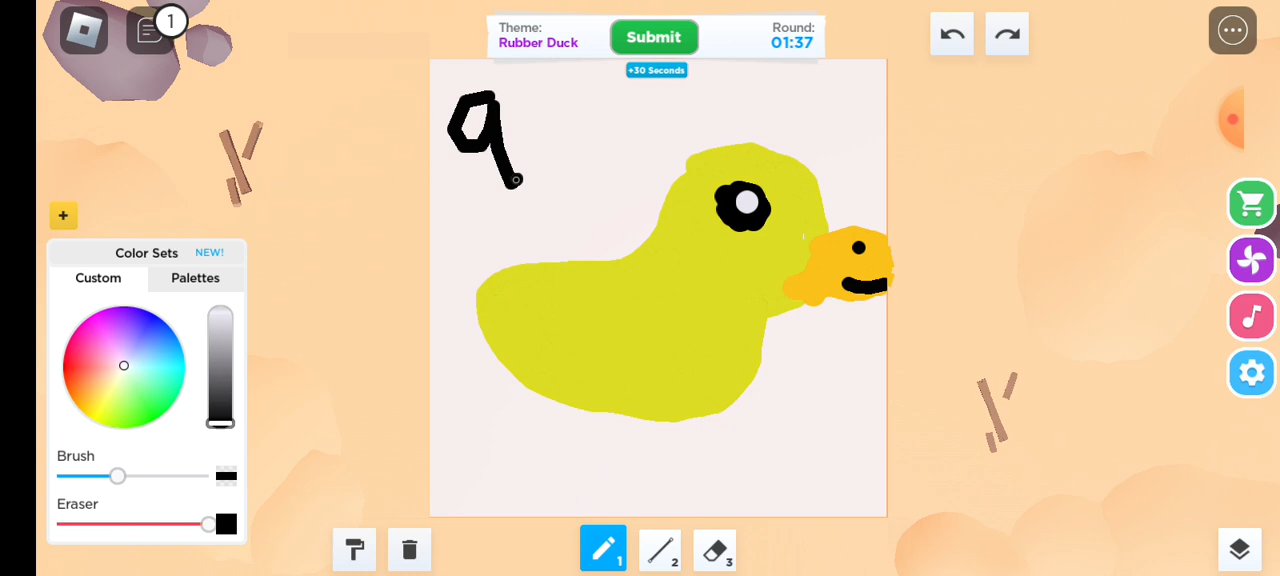 1
Theme:
Rubber Duck
Submit
Round:
01:37
+30 Seconds
q
+
Color Sets NEW!
Custom Palettes
Brush
Eraser
1
2
3